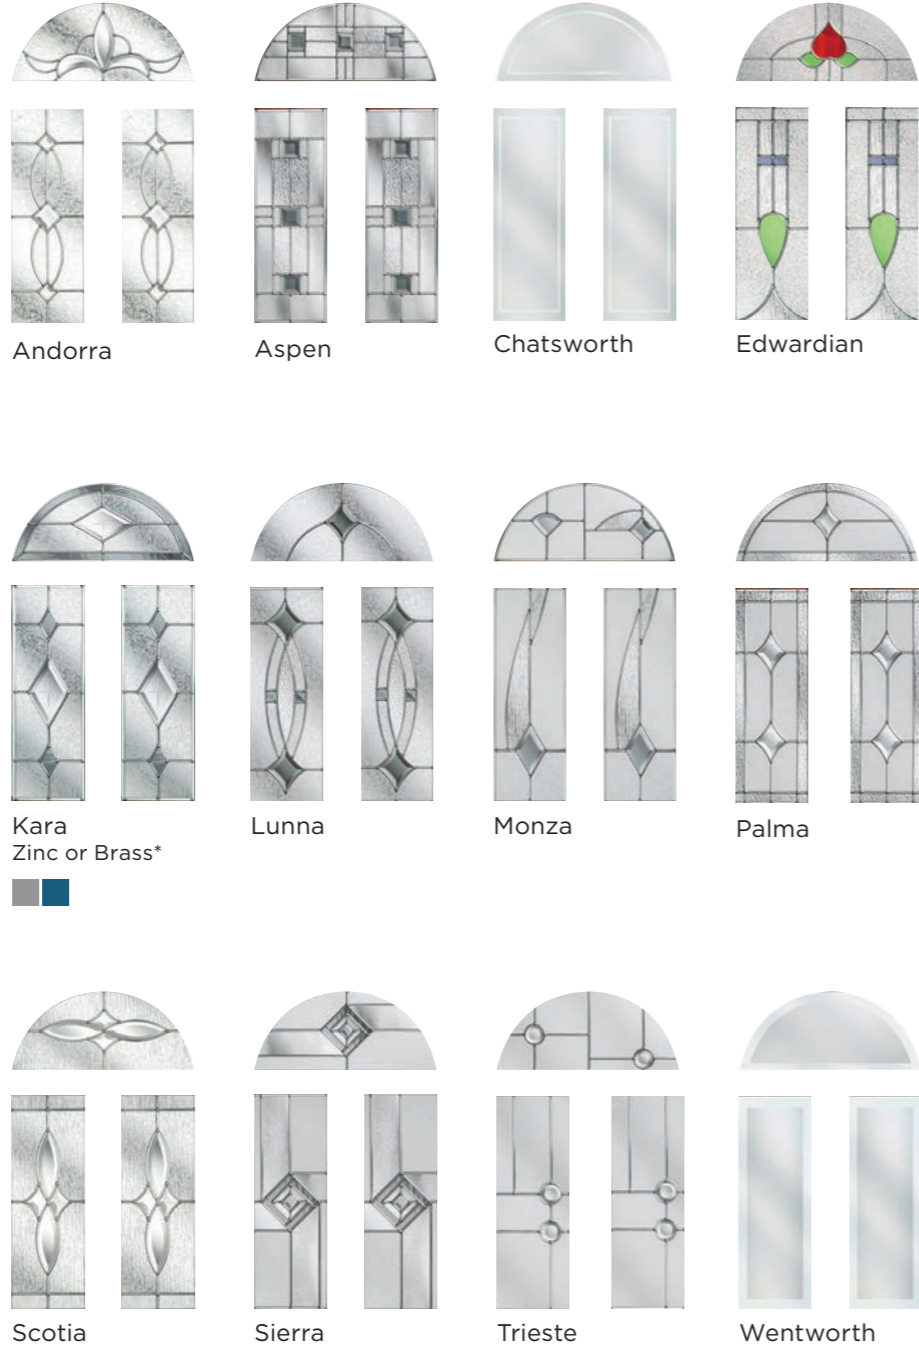 Andorra
Aspen
Chatsworth
Edwardian
Kara
Zinc or Brass*
Lunna
Monza
Palma
Scotia
Sierra
Trieste
Wentworth